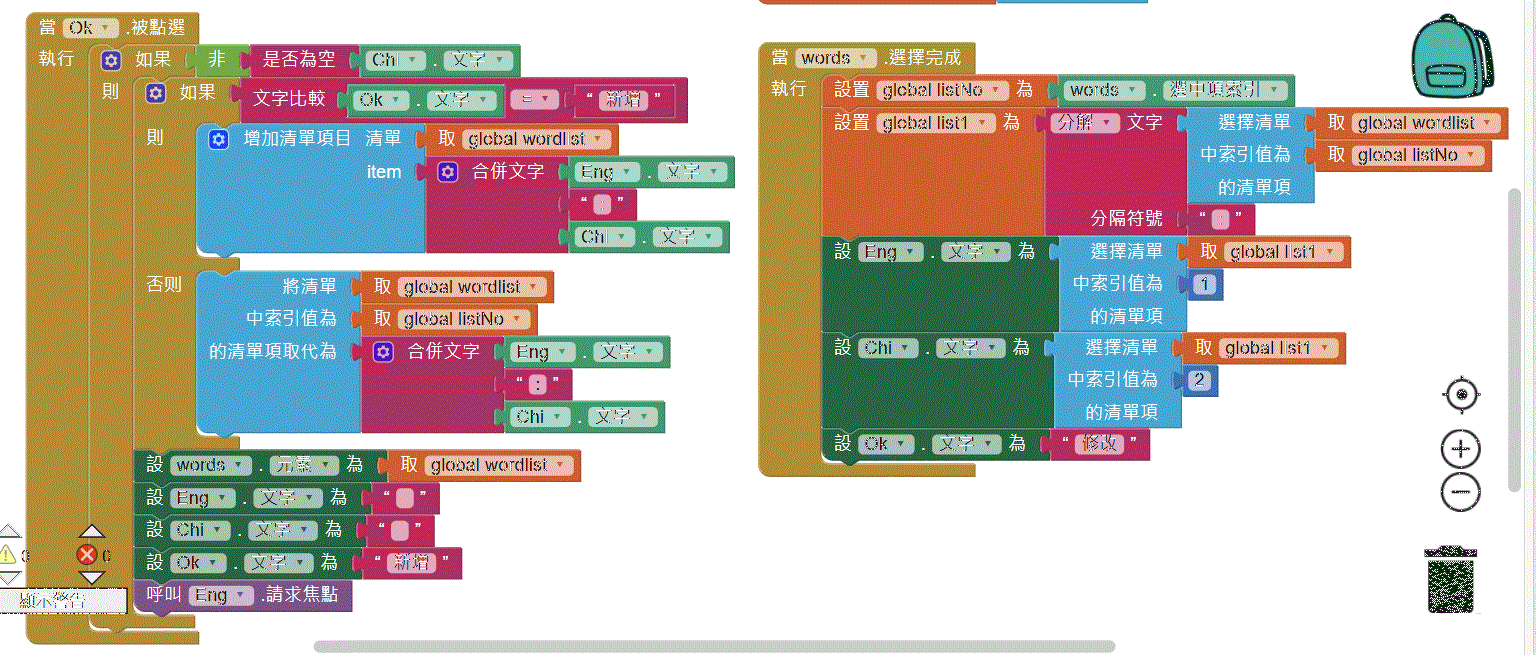 當 Ok .被點選
執行 如果 非 是否為空 Chi . 文字
則 如果 文字比較 Ok . 文字 = “ 新增 ”
則 增加清單項目 清單 取 global wordlist
item 合併文字 Eng . 文字
“ : ”
Chi . 文字
否則 將清單 取 global wordlist
中索引值為 取 global listNo
的清單項取代為 合併文字 Eng . 文字
“ : ”
Chi . 文字
設 words . 元素 為 取 global wordlist
設 Eng . 文字 為 “ ”
設 Chi . 文字 為 “ ”
設 Ok . 文字 為 “ 新增 ”
呼叫 Eng .請求焦點
0 0
顯示警告
當 words .選擇完成
執行 設置 global listNo 為 words . 選中項索引
設置 global list1 為 分解 文字 選擇清單 取 global wordlist
中索引值為 取 global listNo
的清單項
分隔符號 “ : ”
設 Eng . 文字 為 選擇清單 取 global list1
中索引值為 1
的清單項
設 Chi . 文字 為 選擇清單 取 global list1
中索引值為 2
的清單項
設 Ok . 文字 為 “ 修改 ”